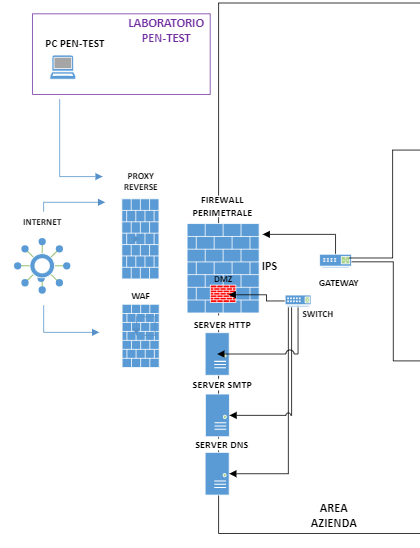 LABORATORIO
PEN-TEST
PC PEN-TEST
PROXY
REVERSE
FIREWALL
PERIMETRALE
INTERNET
IPS
DMZ
GATEWAY
WAF
SWITCH
SERVER HTTP
SERVER SMTP
SERVER DNS
AREA
AZIENDA